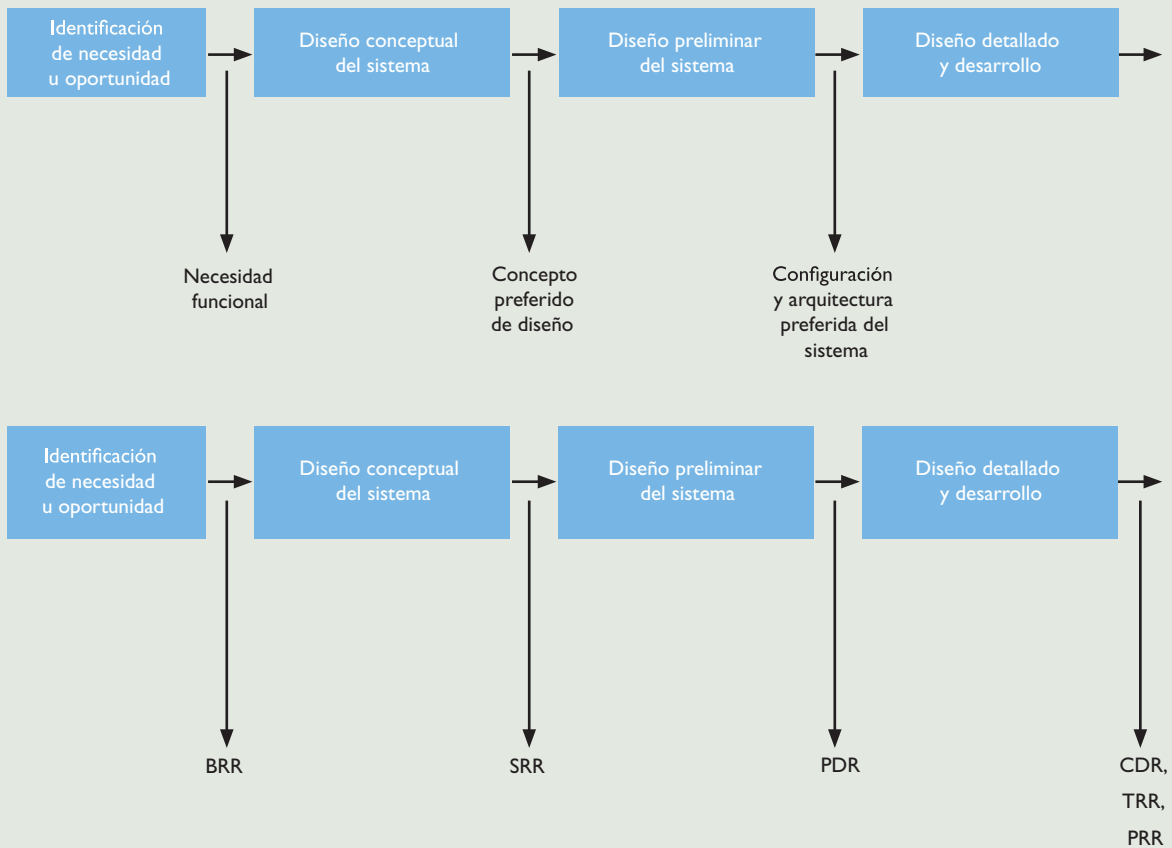 Identificación
de necesidad
u oportunidad
Diseño conceptual
del sistema
Diseño preliminar
del sistema
Diseño detallado
y desarrollo
Necesidad
funcional
Concepto
preferido
de diseño
Configuración
y arquitectura
preferida del
sistema
Identificación
de necesidad
u oportunidad
Diseño conceptual
del sistema
Diseño preliminar
del sistema
Diseño detallado
y desarrollo
BRR
SRR
PDR
CDR,
TRR,
PRR